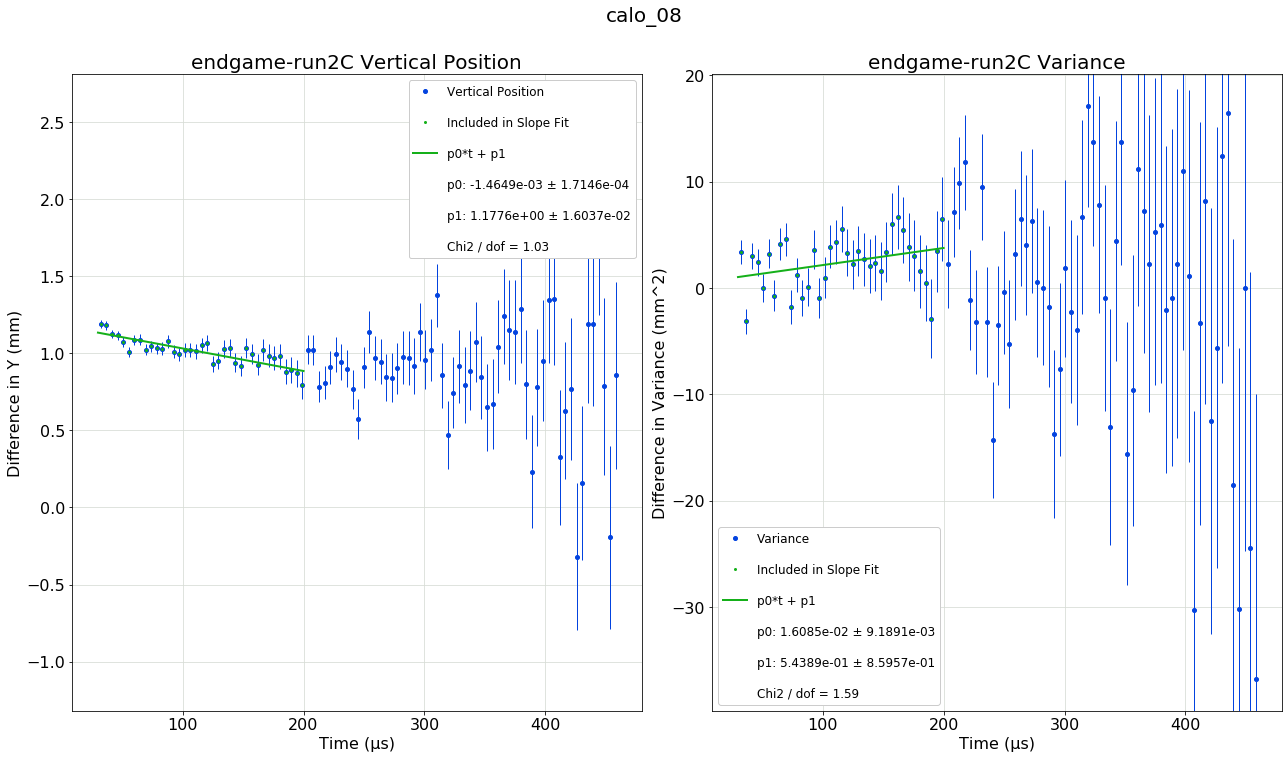 calo_08
endgame-run2C Vertical Position
Difference in Y (mm)
2.5
2.0
1.5
1.0
0.5
0.0
−0.5
−1.0
100 200 300 400
Time (μs)
Vertical Position
Included in Slope Fit
p0*t + p1
p0: -1.4649e-03 ± 1.7146e-04
p1: 1.1776e+00 ± 1.6037e-02
Chi2 / dof = 1.03
endgame-run2C Variance
Difference in Variance (mm^2)
20
10
0
−10
−20
−30
100 200 300 400
Time (μs)
Variance
Included in Slope Fit
p0*t + p1
p0: 1.6085e-02 ± 9.1891e-03
p1: 5.4389e-01 ± 8.5957e-01
Chi2 / dof = 1.59